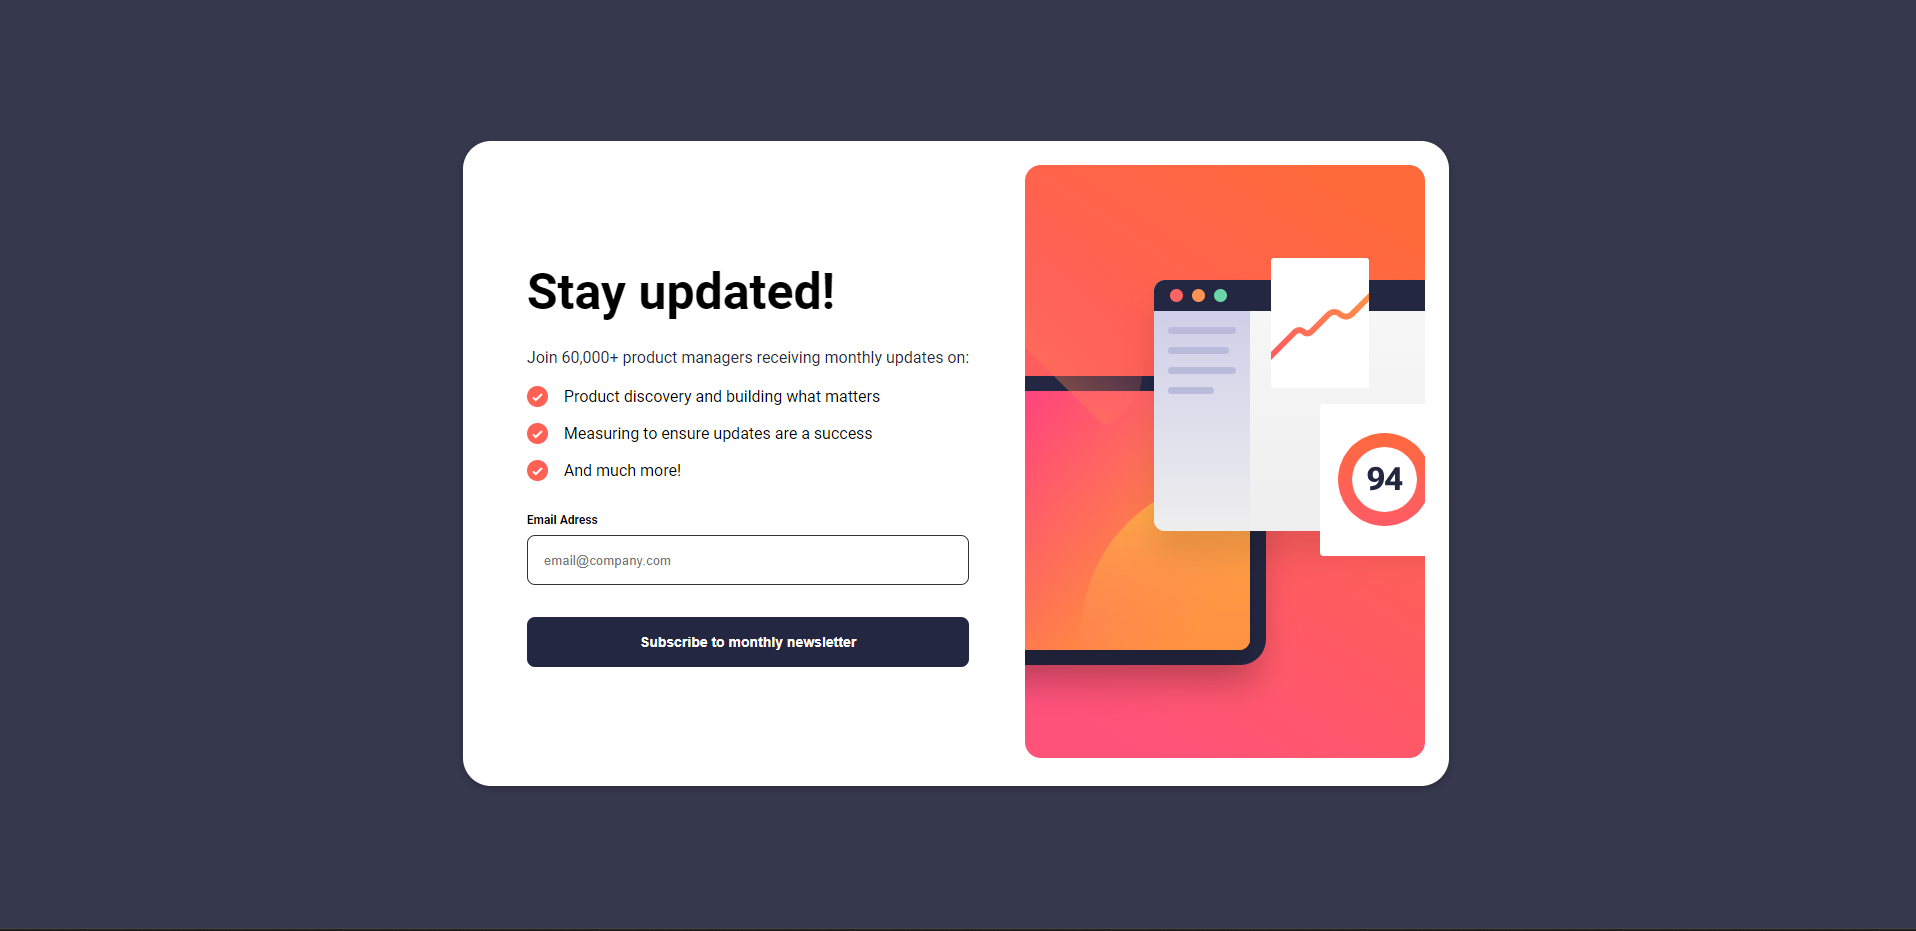 Stay updated!
Join 60,000+ product managers receiving monthly updates on:
Product discovery and building what matters
Measuring to ensure updates are a success
And much more!
Email Adress
email@company.com
Subscribe to monthly newsletter
94